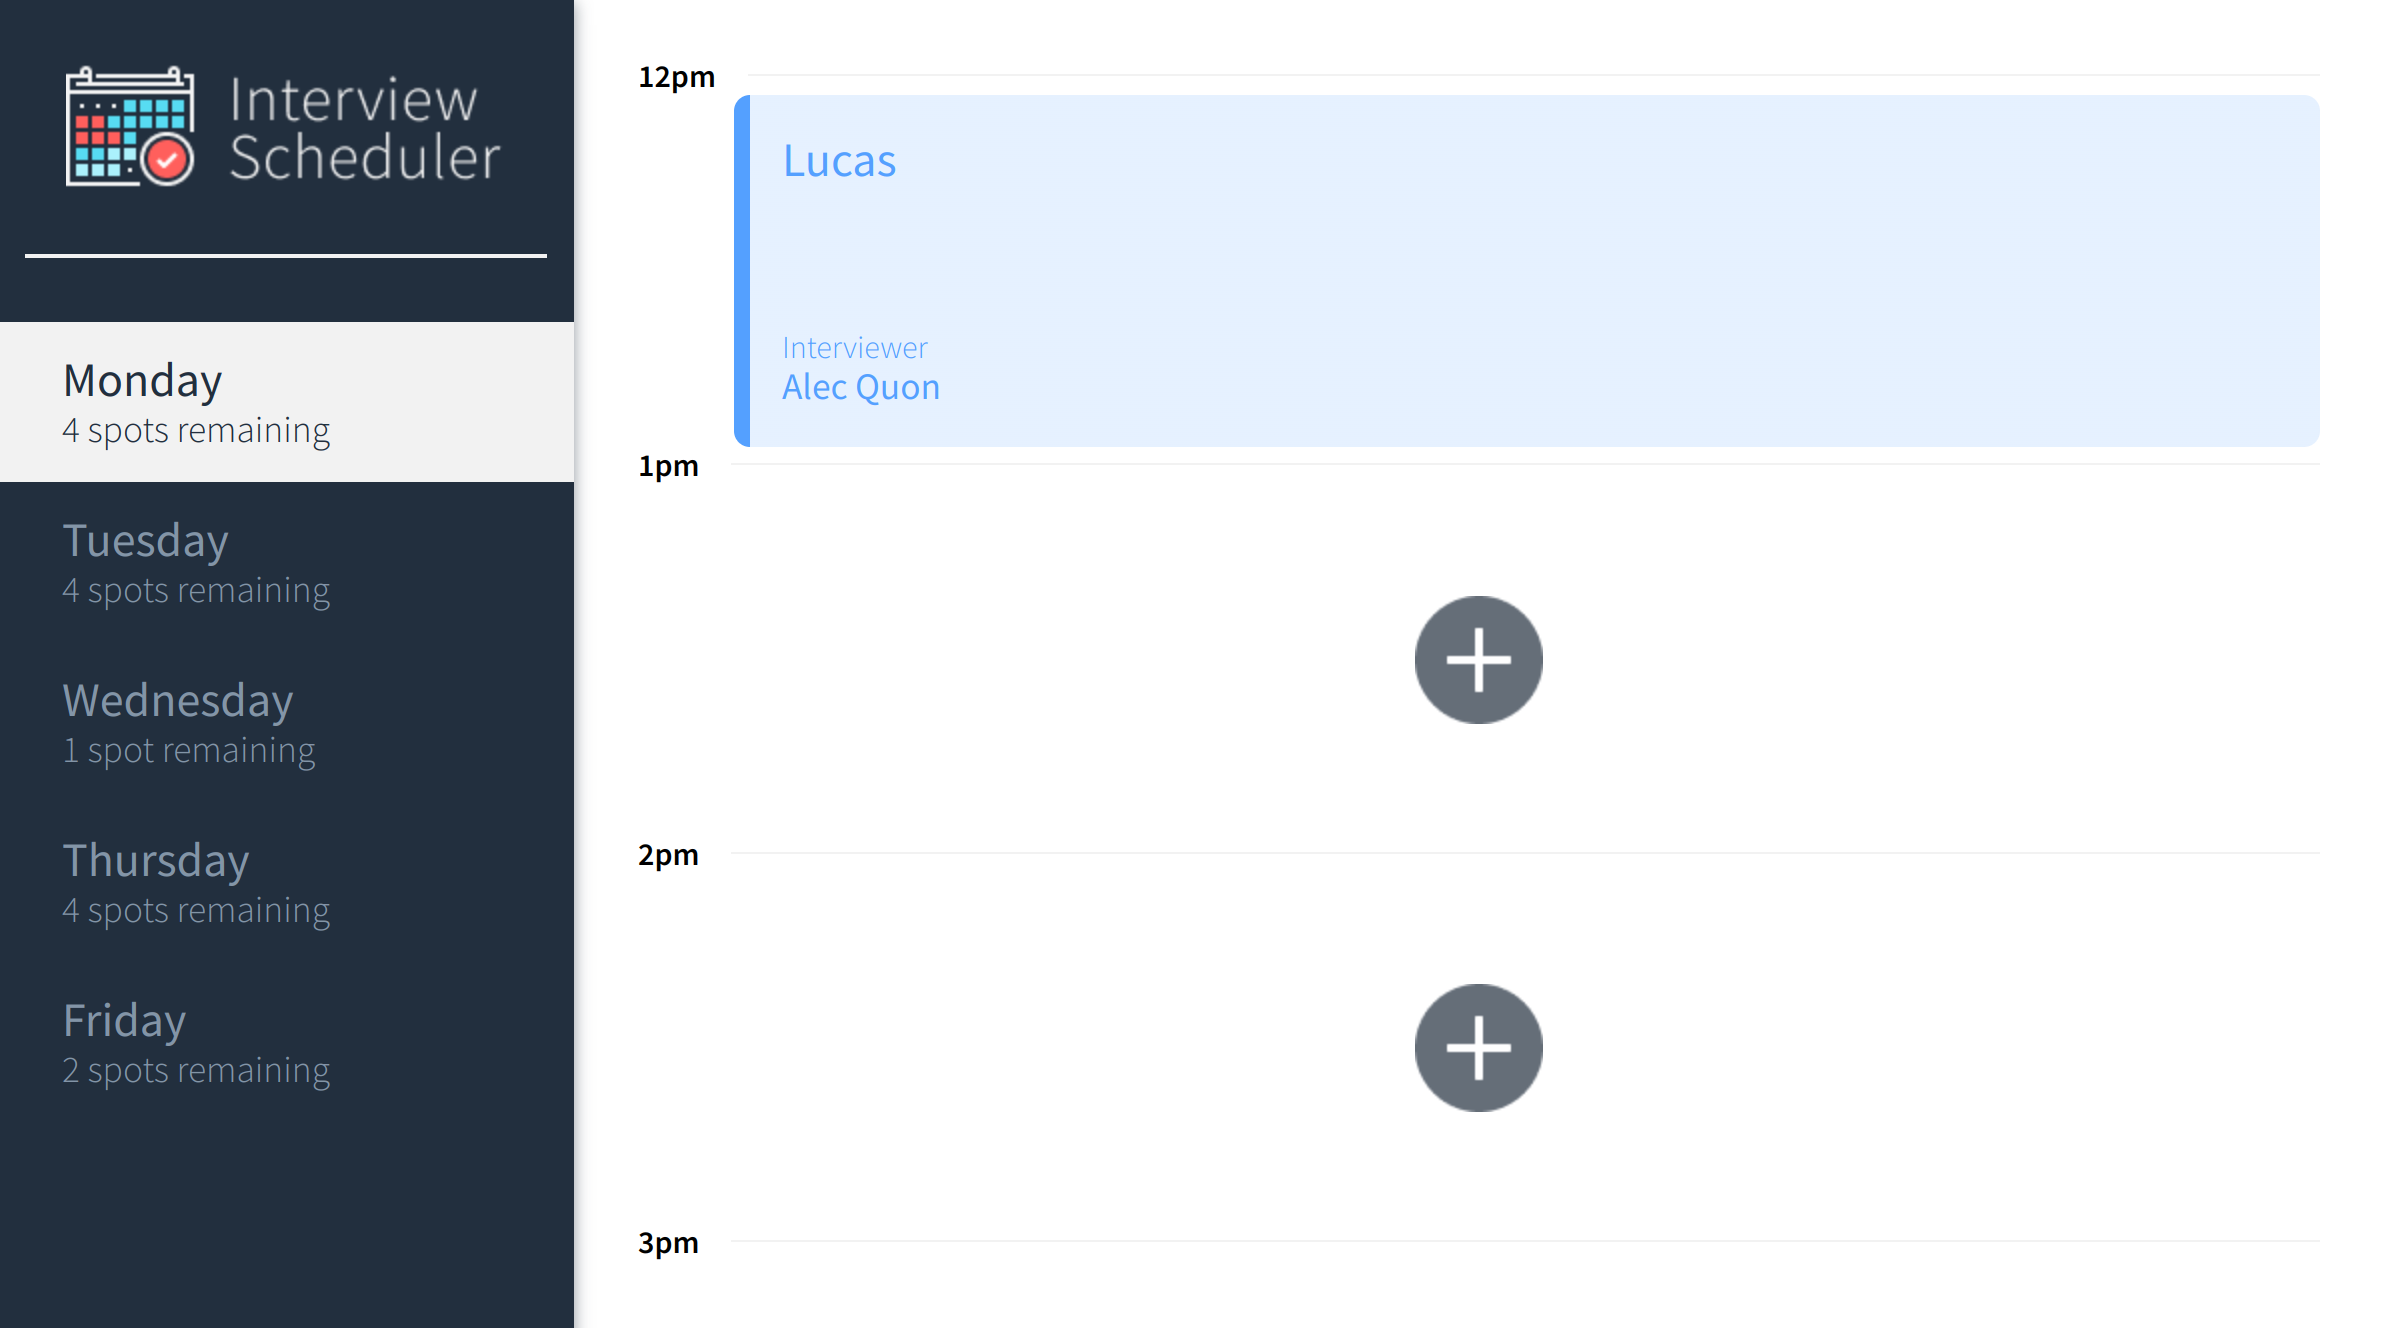 Interview
Scheduler
Monday
4 spots remaining
Tuesday
4 spots remaining
Wednesday
1 spot remaining
Thursday
4 spots remaining
Friday
2 spots remaining
12pm
Lucas
Interviewer
Alec Quon
1pm
2pm
3pm